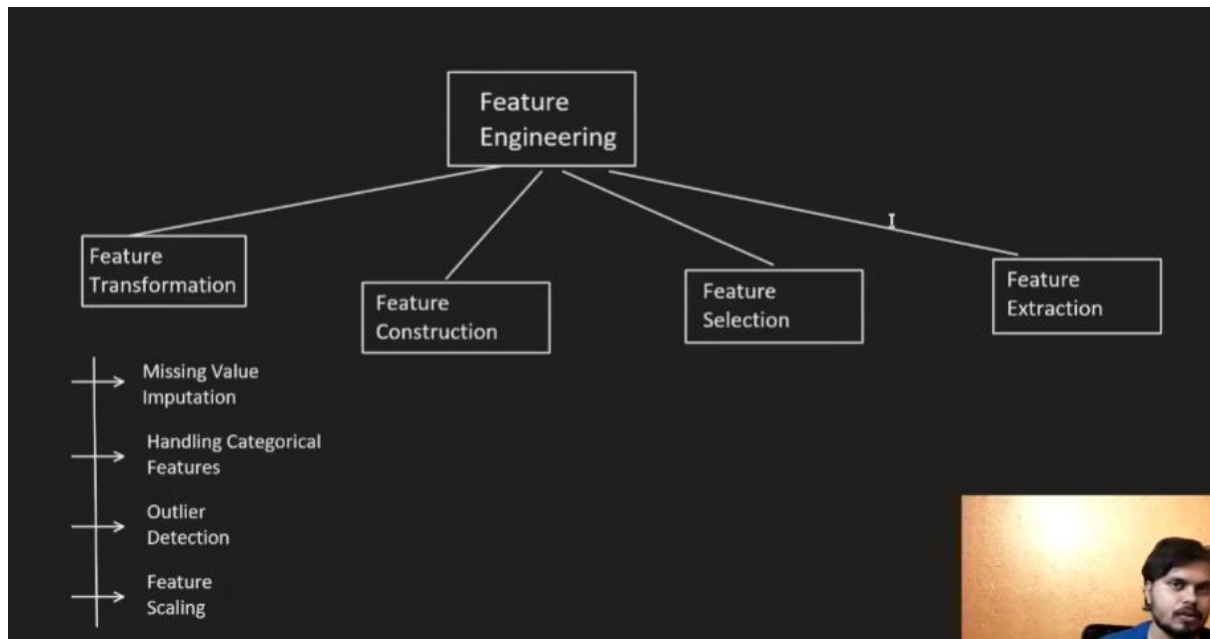 Feature
Engineering
Feature
Transformation
Feature
Construction
Feature
Selection
Feature
Extraction
Missing Value
Imputation
Handling Categorical
Features
Outlier
Detection
Feature
Scaling